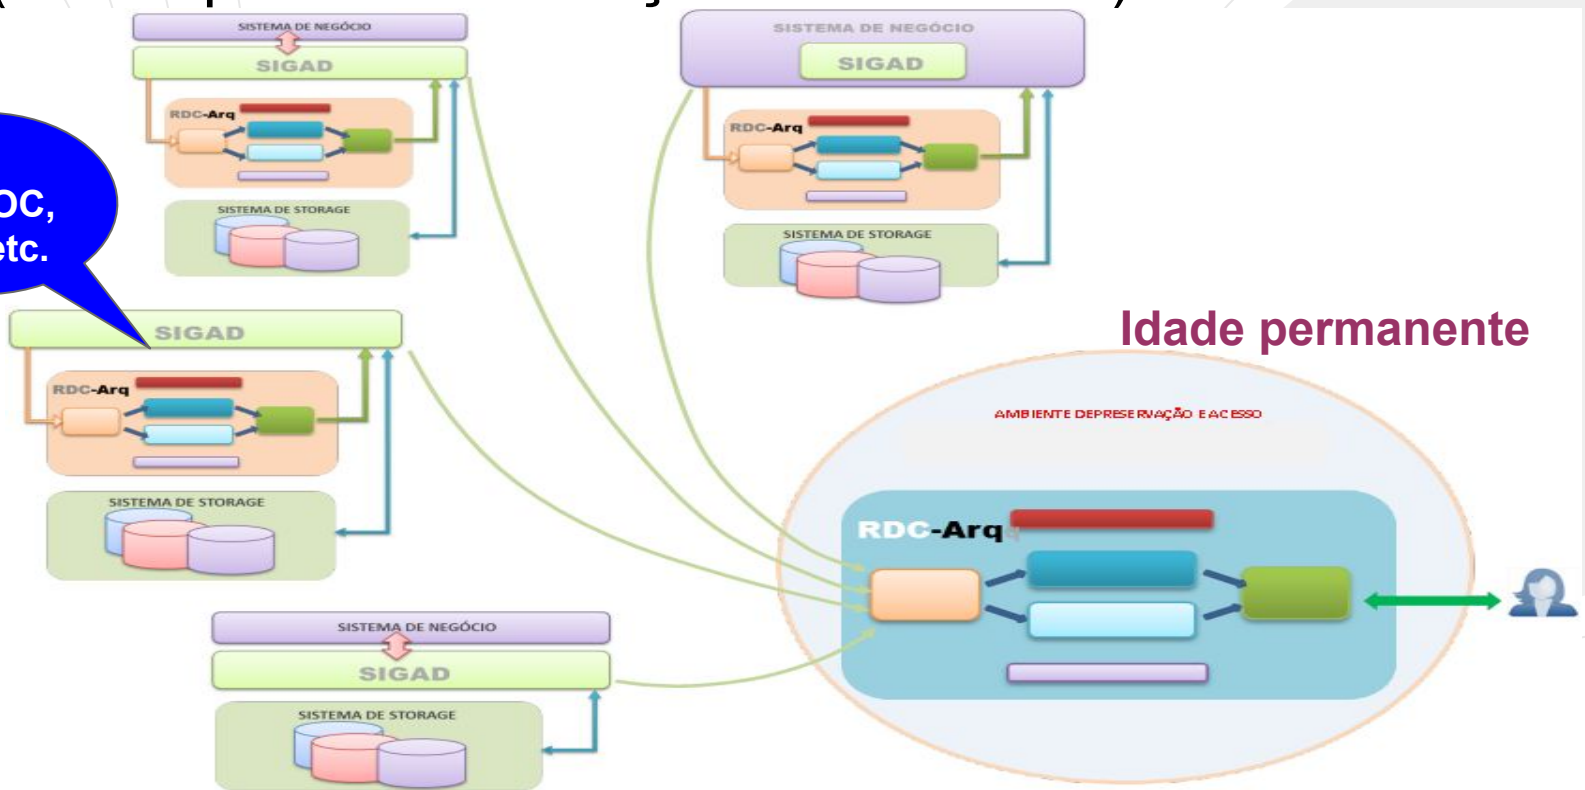 SISTEMA DE NEGÓCIO
SIGAD
RDC-Arq
SISTEMA DE STORAGE
SISTEMA DE NEGÓCIO
SIGAD
RDC-Arq
SISTEMA DE STORAGE
OC,
etc.
SIGAD
RDC-Arq
SISTEMA DE STORAGE
Idade permanente
AMBIENTE DEPRESERVAÇÃO E ACESSO
RDC-Arq
SISTEMA DE NEGÓCIO
SIGAD
SISTEMA DE STORAGE